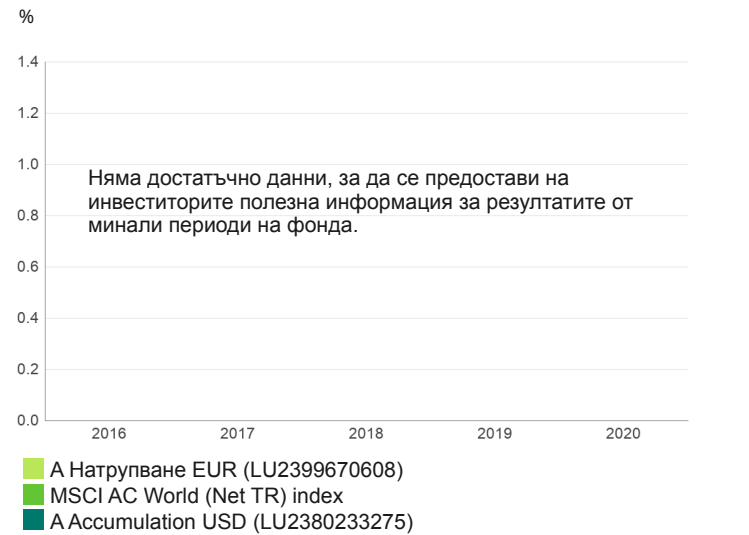 %
1.4
1.2
1.0
Няма достатъчно данни, за да се предостави на
инвеститорите полезна информация за резултатите от
минали периоди на фонда.
0.8
0.6
0.4
0.2
0.0
2016 2017 2018 2019 2020
А Натрупване EUR (LU2399670608)
MSCI AC World (Net TR) index
A Accumulation USD (LU2380233275)